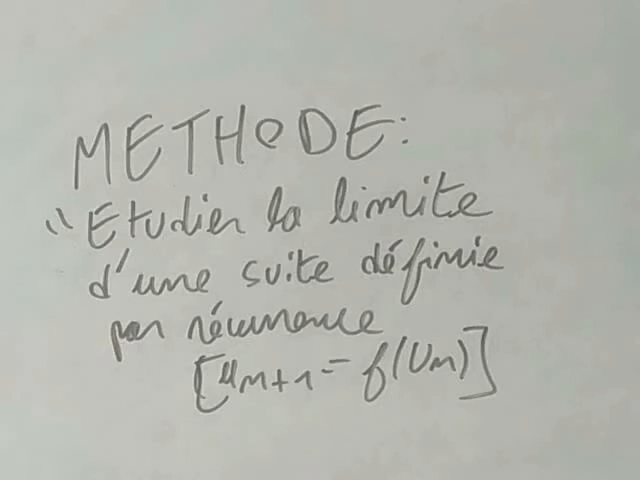 METHODE:
"Etudier la limite
d'une suite définie
par récurrence
[Un+1 = f(Un)]